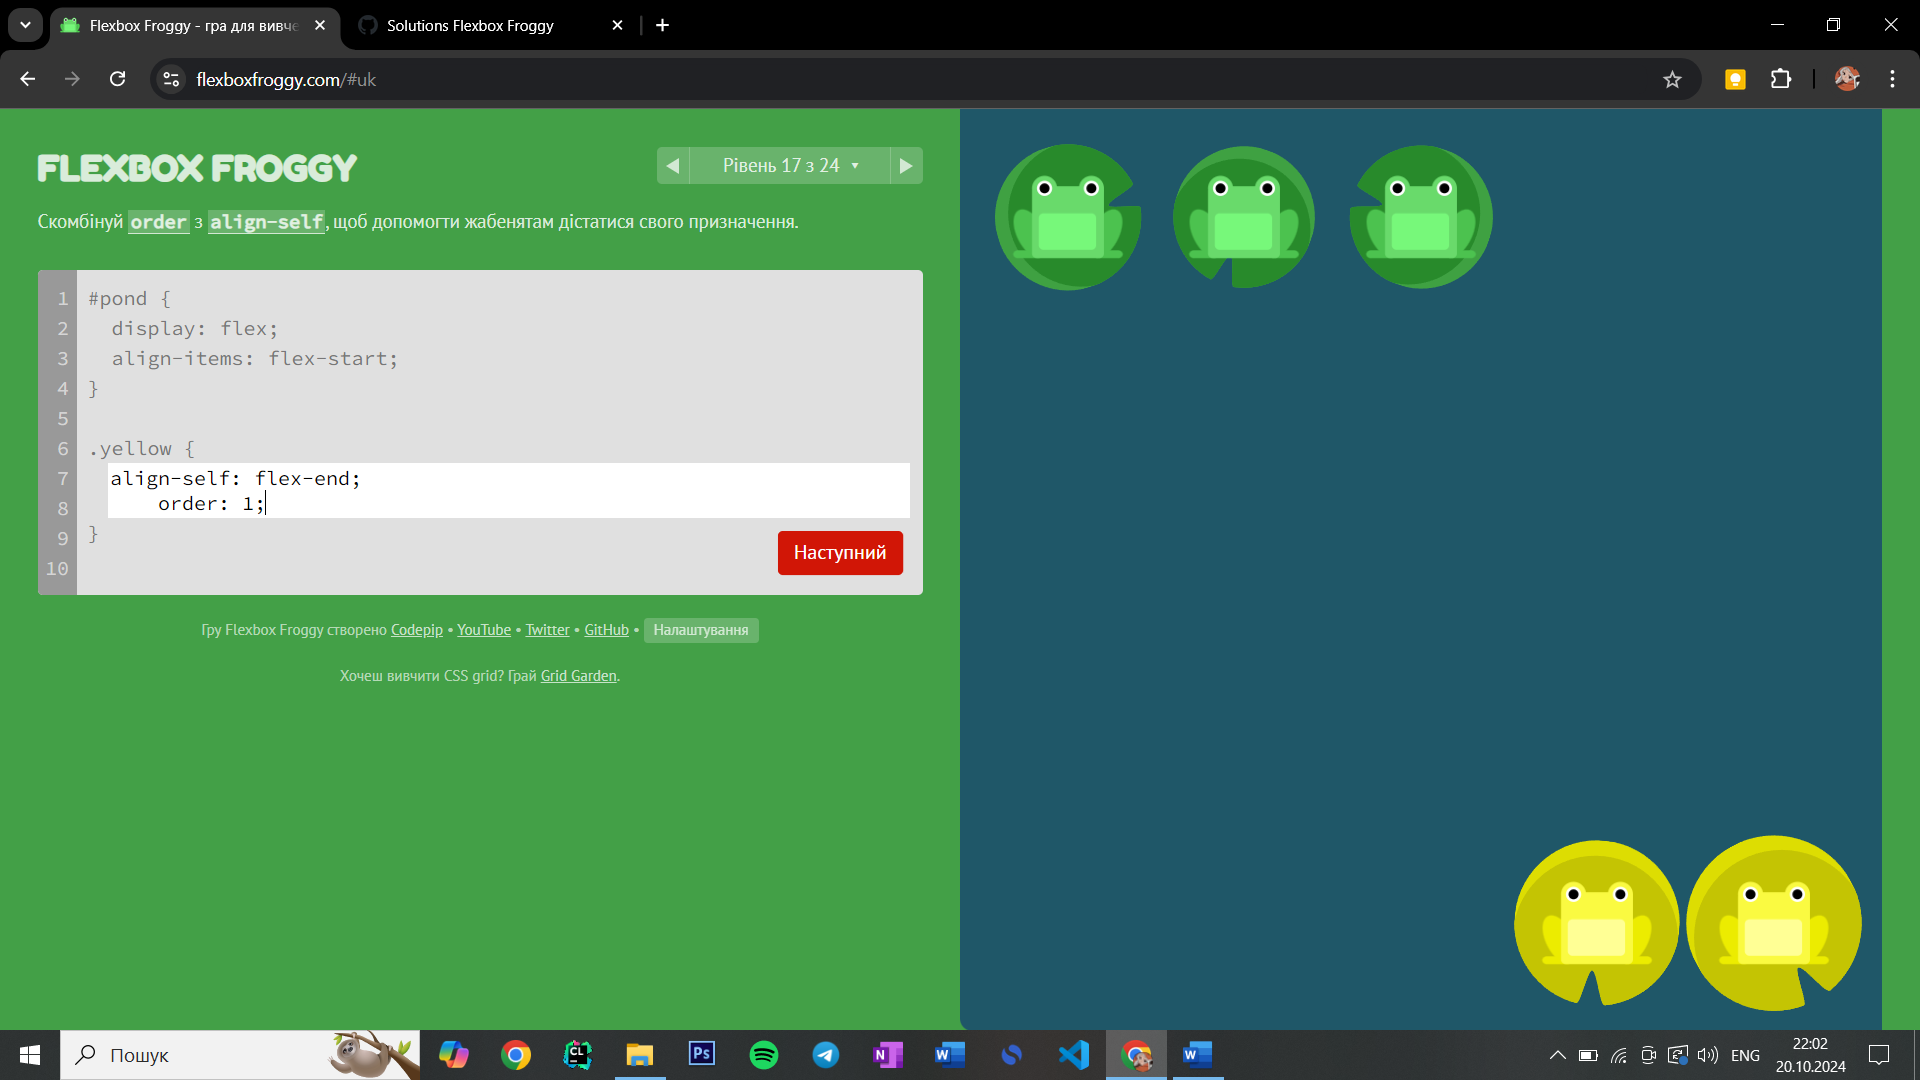 Flexbox Froggy - гра для вивче
Solutions Flexbox Froggy
flexboxfroggy.com/#uk
FLEXBOX FROGGY
Рівень 17 з 24
Скомбінуй order з align-self, щоб допомогти жабенятам дістатися свого призначення.
1 #pond {
2 display: flex;
3 align-items: flex-start;
4 }
5
6 .yellow {
7 align-self: flex-end;
8 order: 1;
9 }
10
Наступний
Гру Flexbox Froggy створено Codepip • YouTube • Twitter • GitHub • Налаштування
Хочеш вивчити CSS grid? Грай Grid Garden.
Пошук
CL
Ps
N
W
W
ENG
22:02
20.10.2024